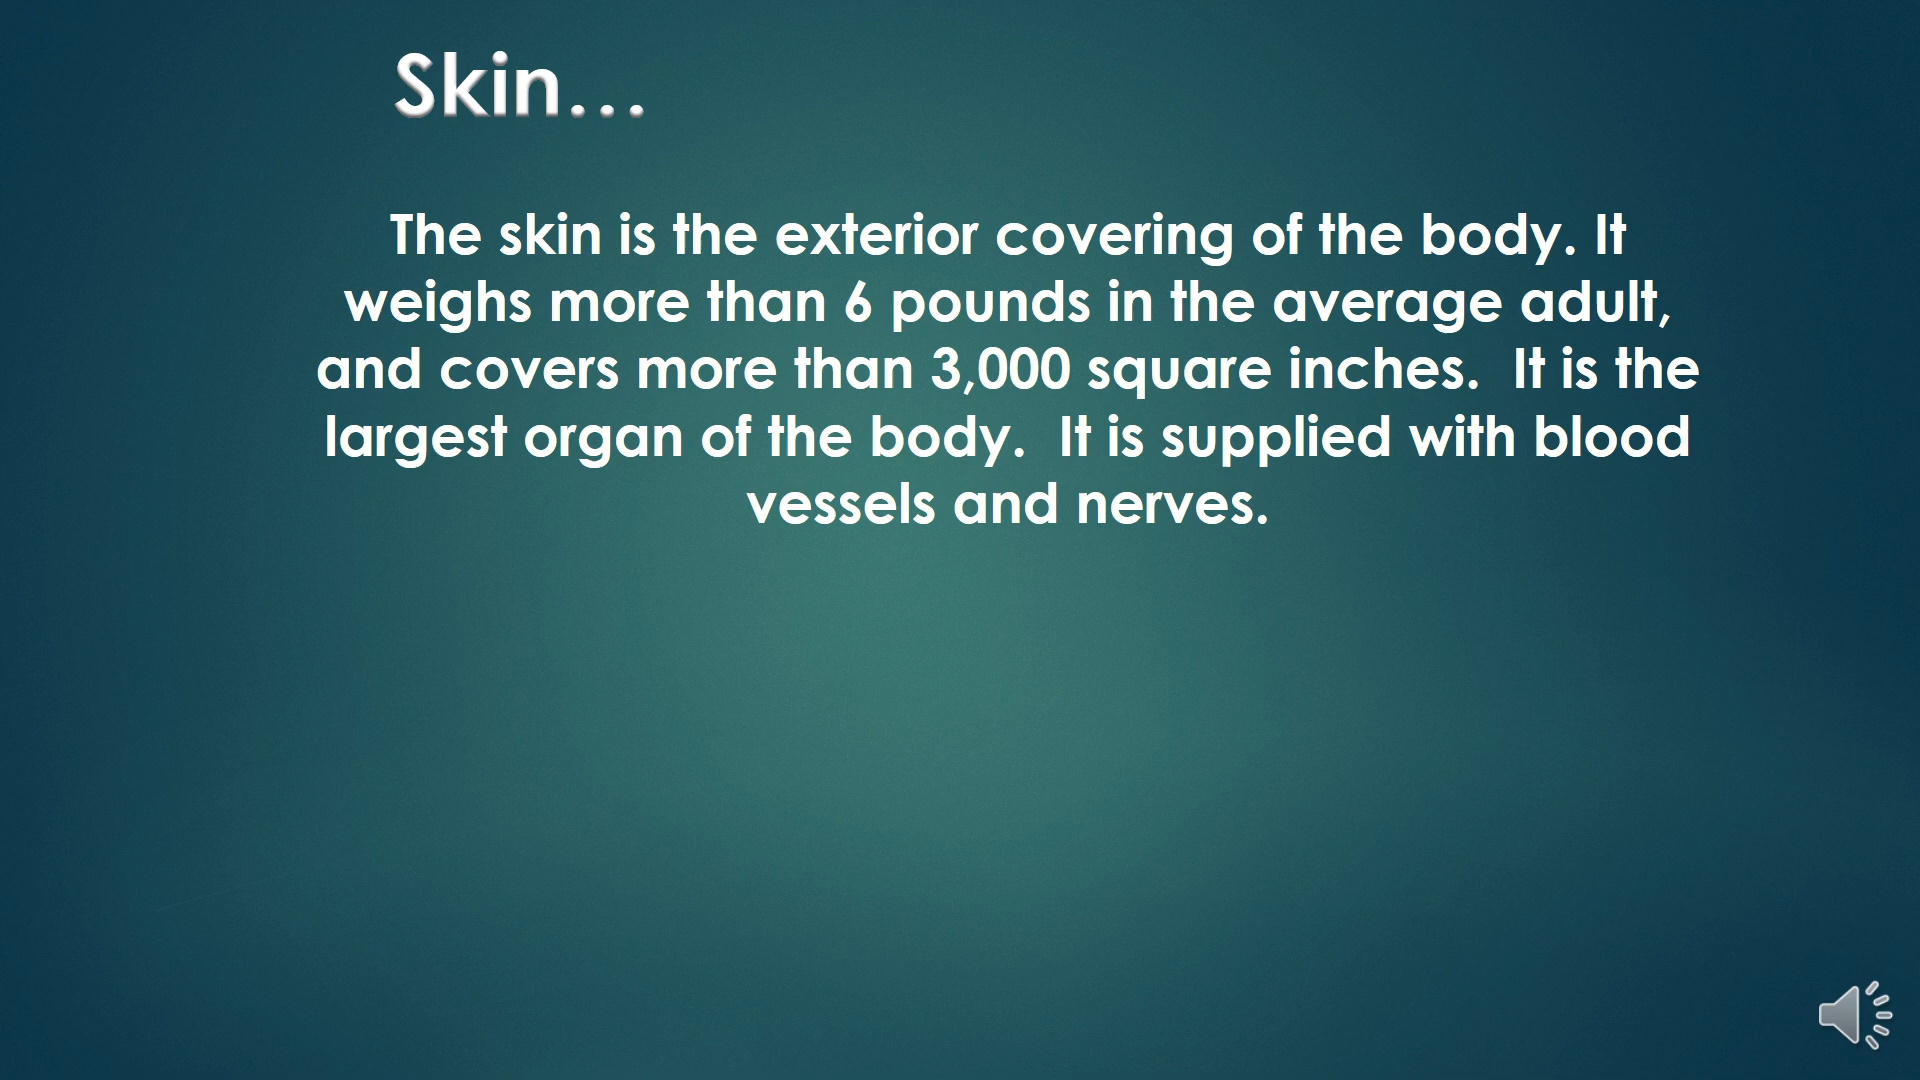 Skin…
The skin is the exterior covering of the body. It
weighs more than 6 pounds in the average adult,
and covers more than 3,000 square inches.  It is the
largest organ of the body.  It is supplied with blood
vessels and nerves.